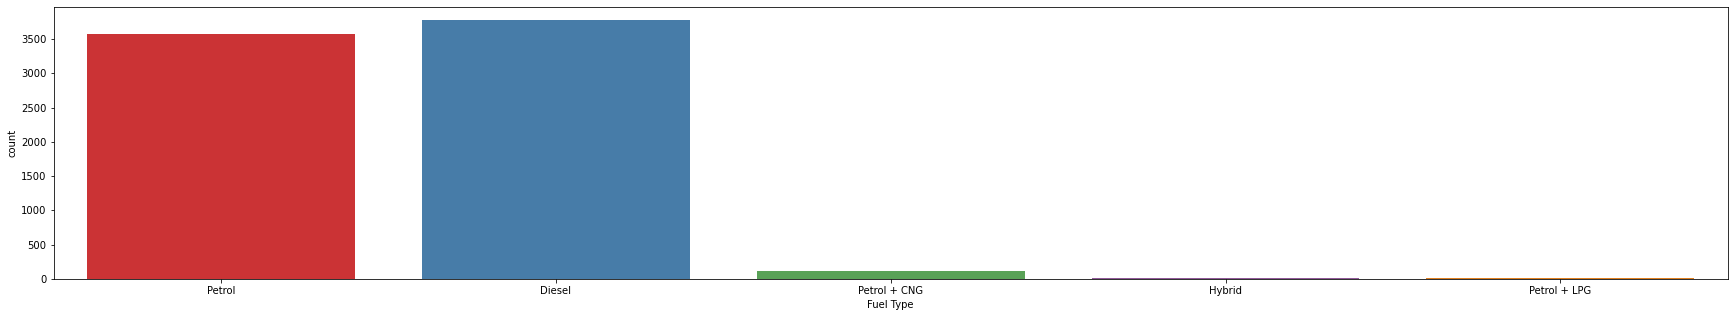 3500
3000
2500
2000
1500
1000
500
0
count
Petrol
Diesel
Petrol + CNG
Hybrid
Petrol + LPG
Fuel Type